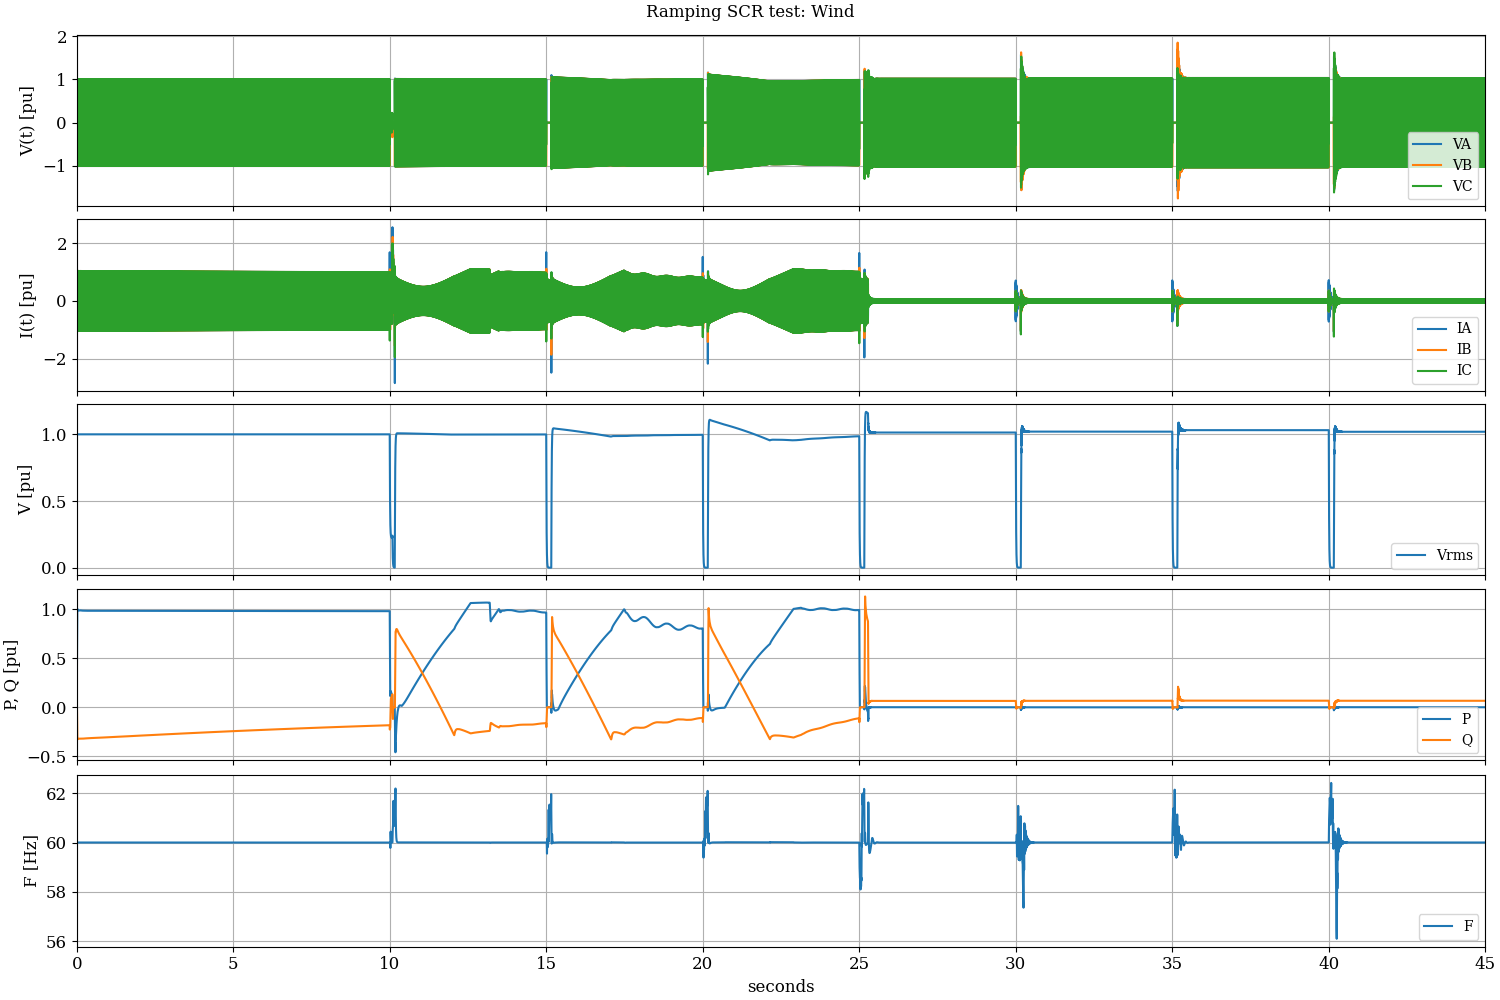 Ramping SCR test: Wind
V(t) [pu]
2
1
0
−1
VA
VB
VC
I(t) [pu]
2
0
−2
IA
IB
IC
V [pu]
1.0
0.5
0.0
Vrms
P, Q [pu]
1.0
0.5
0.0
−0.5
P
Q
F [Hz]
62
60
58
56
F
0 5 10 15 20 25 30 35 40 45
seconds